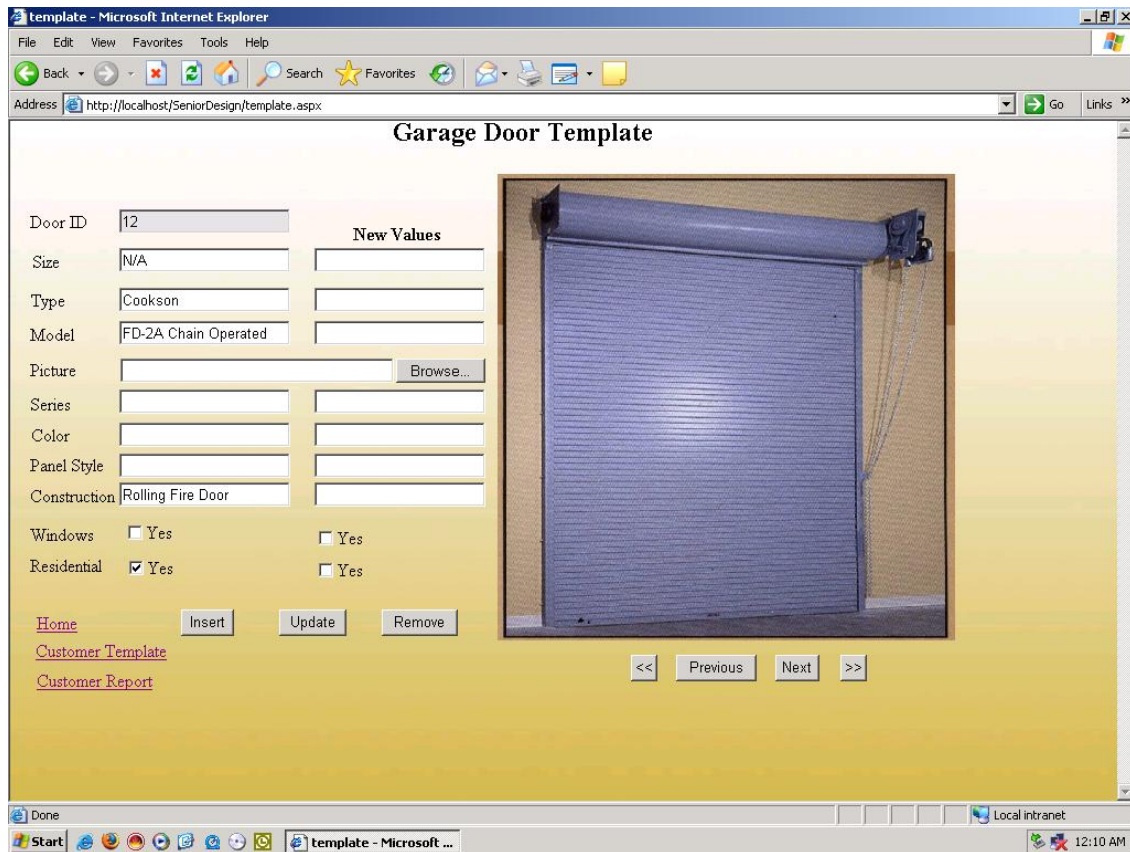 template - Microsoft Internet Explorer
File Edit View Favorites Tools Help
Back Search Favorites
Address http://localhost/SeniorDesign/template.aspx Go Links »
Garage Door Template
Door ID 12
New Values
Size N/A
Type Cookson
Model FD-2A Chain Operated
Picture Browse...
Series
Color
Panel Style
Construction Rolling Fire Door
Windows Yes Yes
Residential Yes Yes
Home Insert Update Remove
Customer Template
Customer Report
<< Previous Next >>
Done Local intranet
Start template - Microsoft ... 12:10 AM